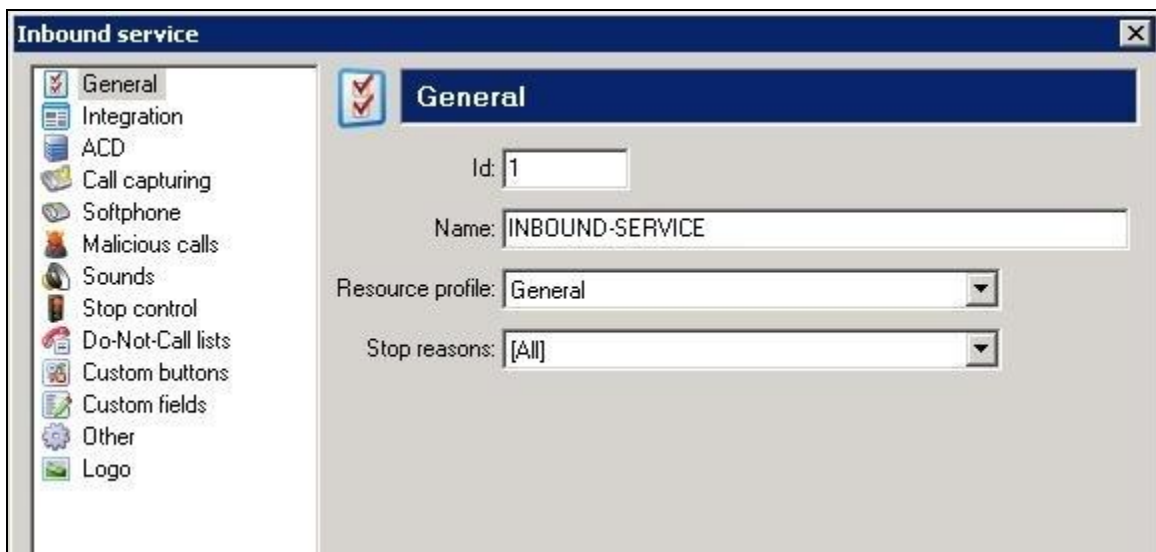 Inbound service
General
Integration
ACD
Call capturing
Softphone
Malicious calls
Sounds
Stop control
Do-Not-Call lists
Custom buttons
Custom fields
Other
Logo
General
Id: 1
Name: INBOUND-SERVICE
Resource profile: General
Stop reasons: [All]